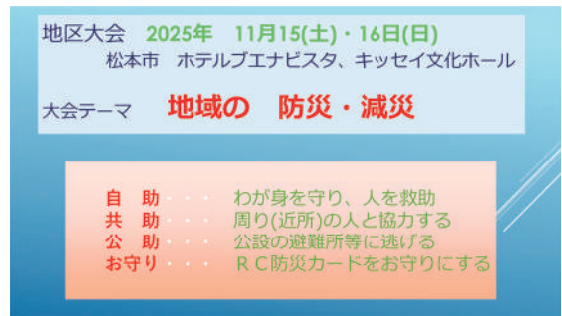 地区大会 2025年 11月15(土)・16日(日)
松本市 ホテルブエナビスタ、キッセイ文化ホール
大会テーマ 地域の 防災・減災
自 助・・・ わが身を守り、人を救助
共 助・・・ 周り(近所)の人と協力する
公 助・・・ 公設の避難所等に逃げる
お守り・・・ RC防災カードをお守りにする